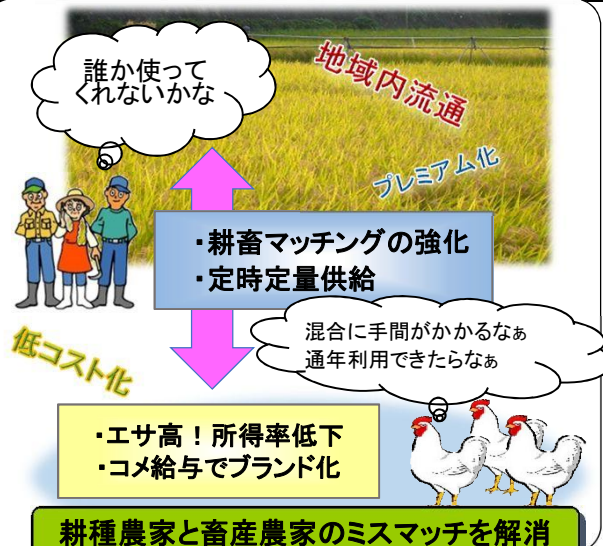 誰か使って
くれないかな
地域内流通
プレミアム化
・耕畜マッチングの強化
・定時定量供給
混合に手間がかかるなぁ
通年利用できたらなぁ
低コスト化
・エサ高！所得率低下
・コメ給与でブランド化
耕種農家と畜産農家のミスマッチを解消